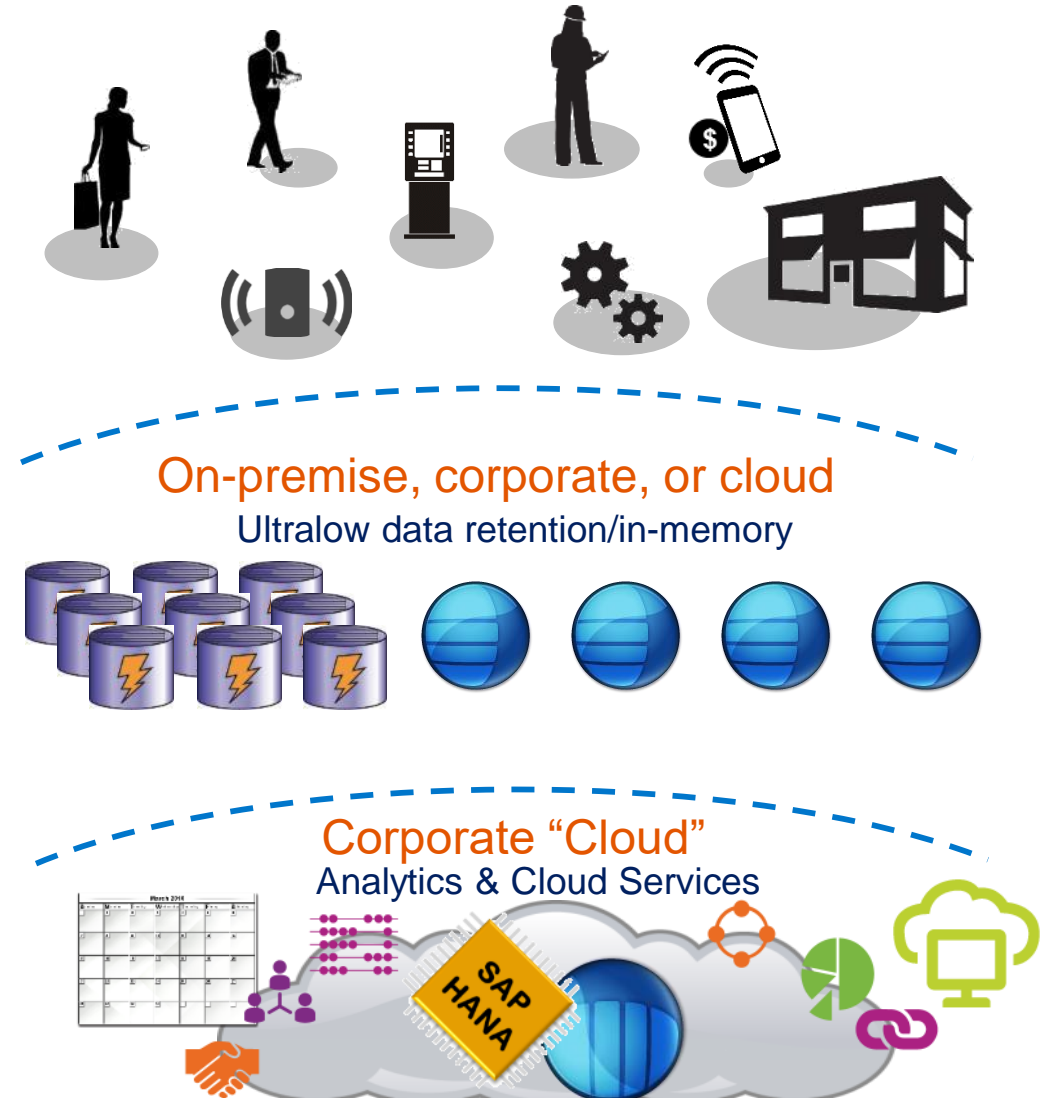 $
On-premise, corporate, or cloud
Ultralow data retention/in-memory
Corporate “Cloud”
Analytics & Cloud Services
SAP
HANA